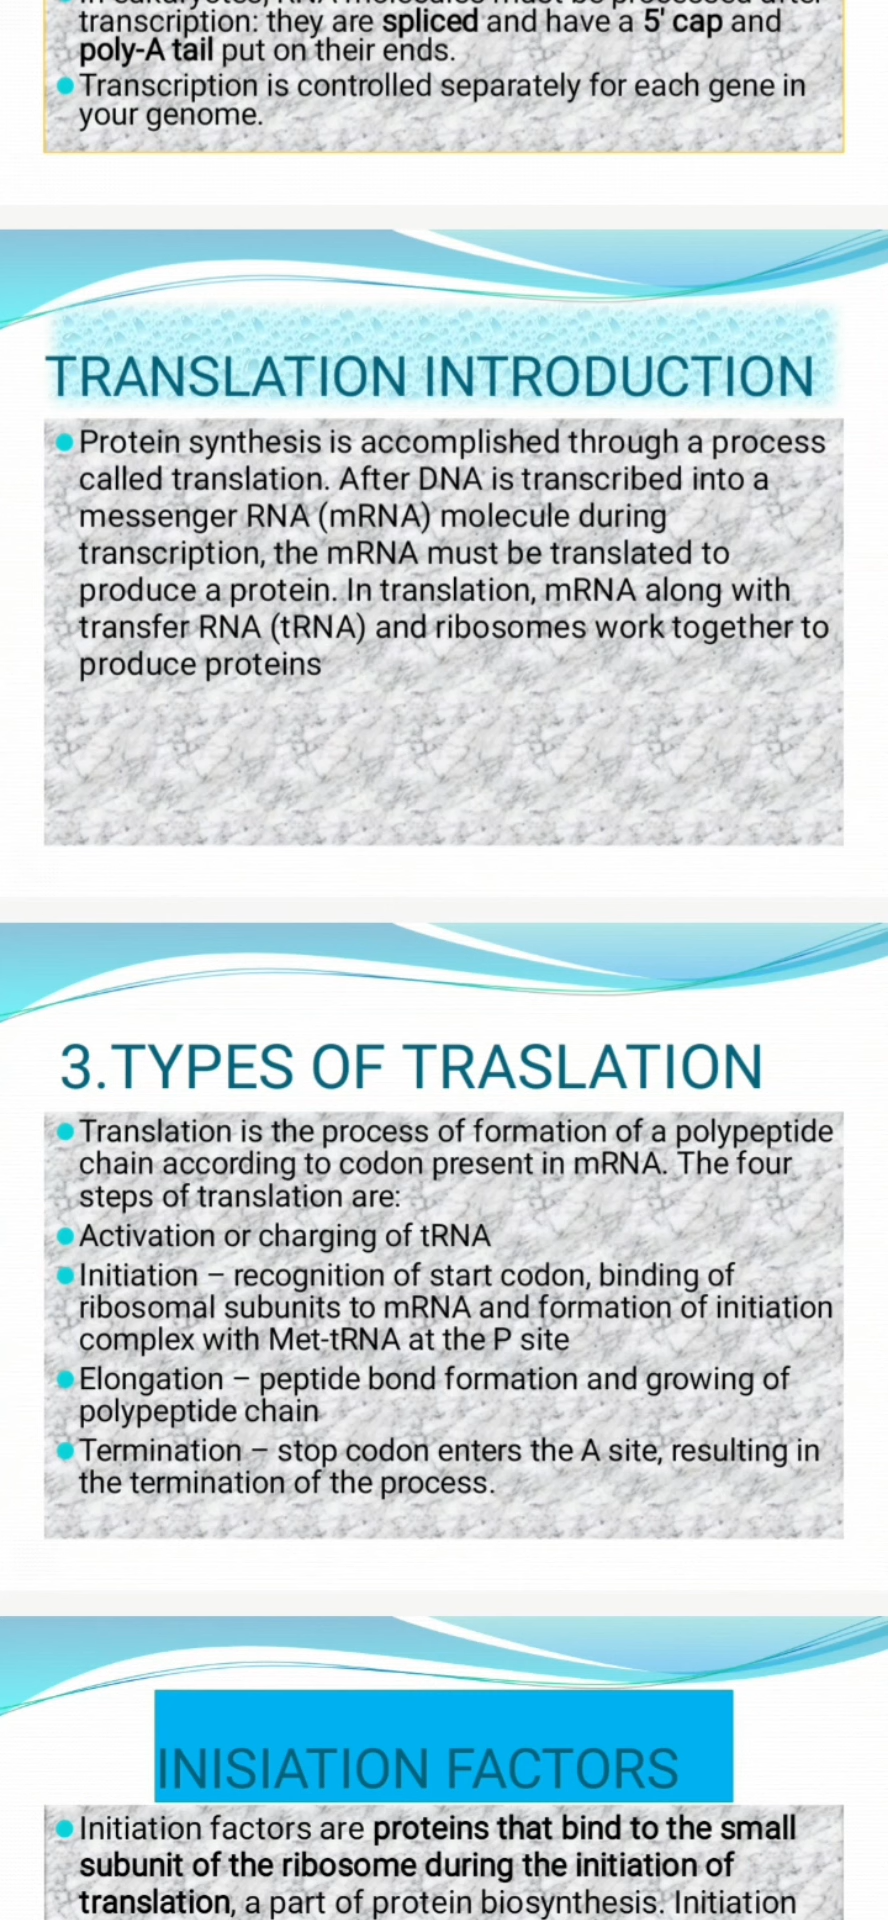 In eukaryotes, RNA molecules must be processed after
transcription: they are spliced and have a 5' cap and
poly-A tail put on their ends.
Transcription is controlled separately for each gene in
your genome.
TRANSLATION INTRODUCTION
Protein synthesis is accomplished through a process
called translation. After DNA is transcribed into a
messenger RNA (mRNA) molecule during
transcription, the mRNA must be translated to
produce a protein. In translation, mRNA along with
transfer RNA (tRNA) and ribosomes work together to
produce proteins
3.TYPES OF TRASLATION
Translation is the process of formation of a polypeptide
chain according to codon present in mRNA. The four
steps of translation are:
Activation or charging of tRNA
Initiation – recognition of start codon, binding of
ribosomal subunits to mRNA and formation of initiation
complex with Met-tRNA at the P site
Elongation – peptide bond formation and growing of
polypeptide chain
Termination – stop codon enters the A site, resulting in
the termination of the process.
INISIATION FACTORS
Initiation factors are proteins that bind to the small
subunit of the ribosome during the initiation of
translation, a part of protein biosynthesis. Initiation